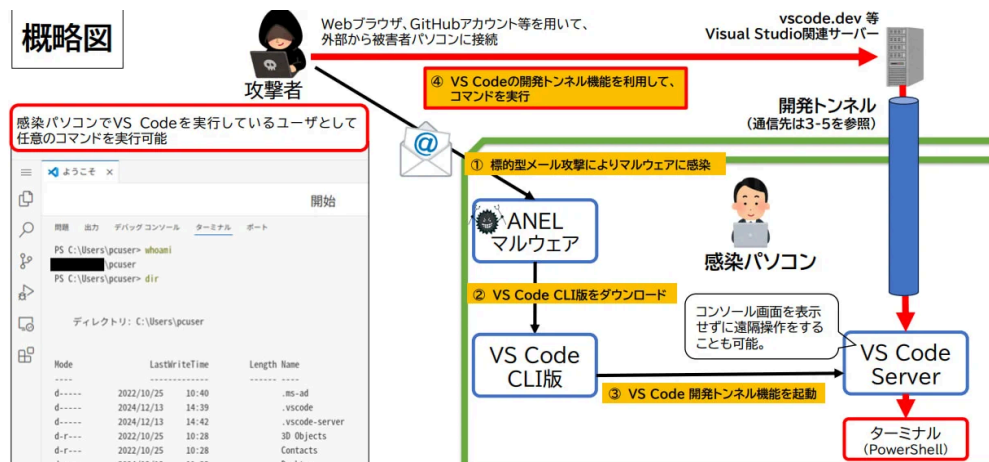 概略図
攻撃者
Webブラウザ、GitHubアカウント等を用いて、
外部から被害者パソコンに接続
vscode.dev 等
Visual Studio関連サーバー
④ VS Codeの開発トンネル機能を利用して、
コマンドを実行
開発トンネル
(通信先は3-5を参照)
感染パソコンでVS Codeを実行しているユーザとして
任意のコマンドを実行可能
@
① 標的型メール攻撃によりマルウェアに感染
ANEL
マルウェア
感染パソコン
② VS Code CLI版をダウンロード
コンソール画面を表示
せずに遠隔操作をする
ことも可能。
VS Code
CLI版
③ VS Code 開発トンネル機能を起動
VS Code
Server
ターミナル
(PowerShell)
ようこそ ×
開始
問題 出力 デバッグ コンソール ターミナル ポート
PS C:\Users\pcuser> whoami
\pcuser
PS C:\Users\pcuser> dir
ディレクトリ: C:\Users\pcuser
Mode LastWriteTime Length Name
---- ------------- ------ ----
d----- 2022/10/25 10:40 .ms-ad
d----- 2024/12/13 14:39 .vscode
d----- 2024/12/13 14:42 .vscode-server
d-r--- 2022/10/25 10:28 3D Objects
d-r--- 2022/10/25 10:28 Contacts